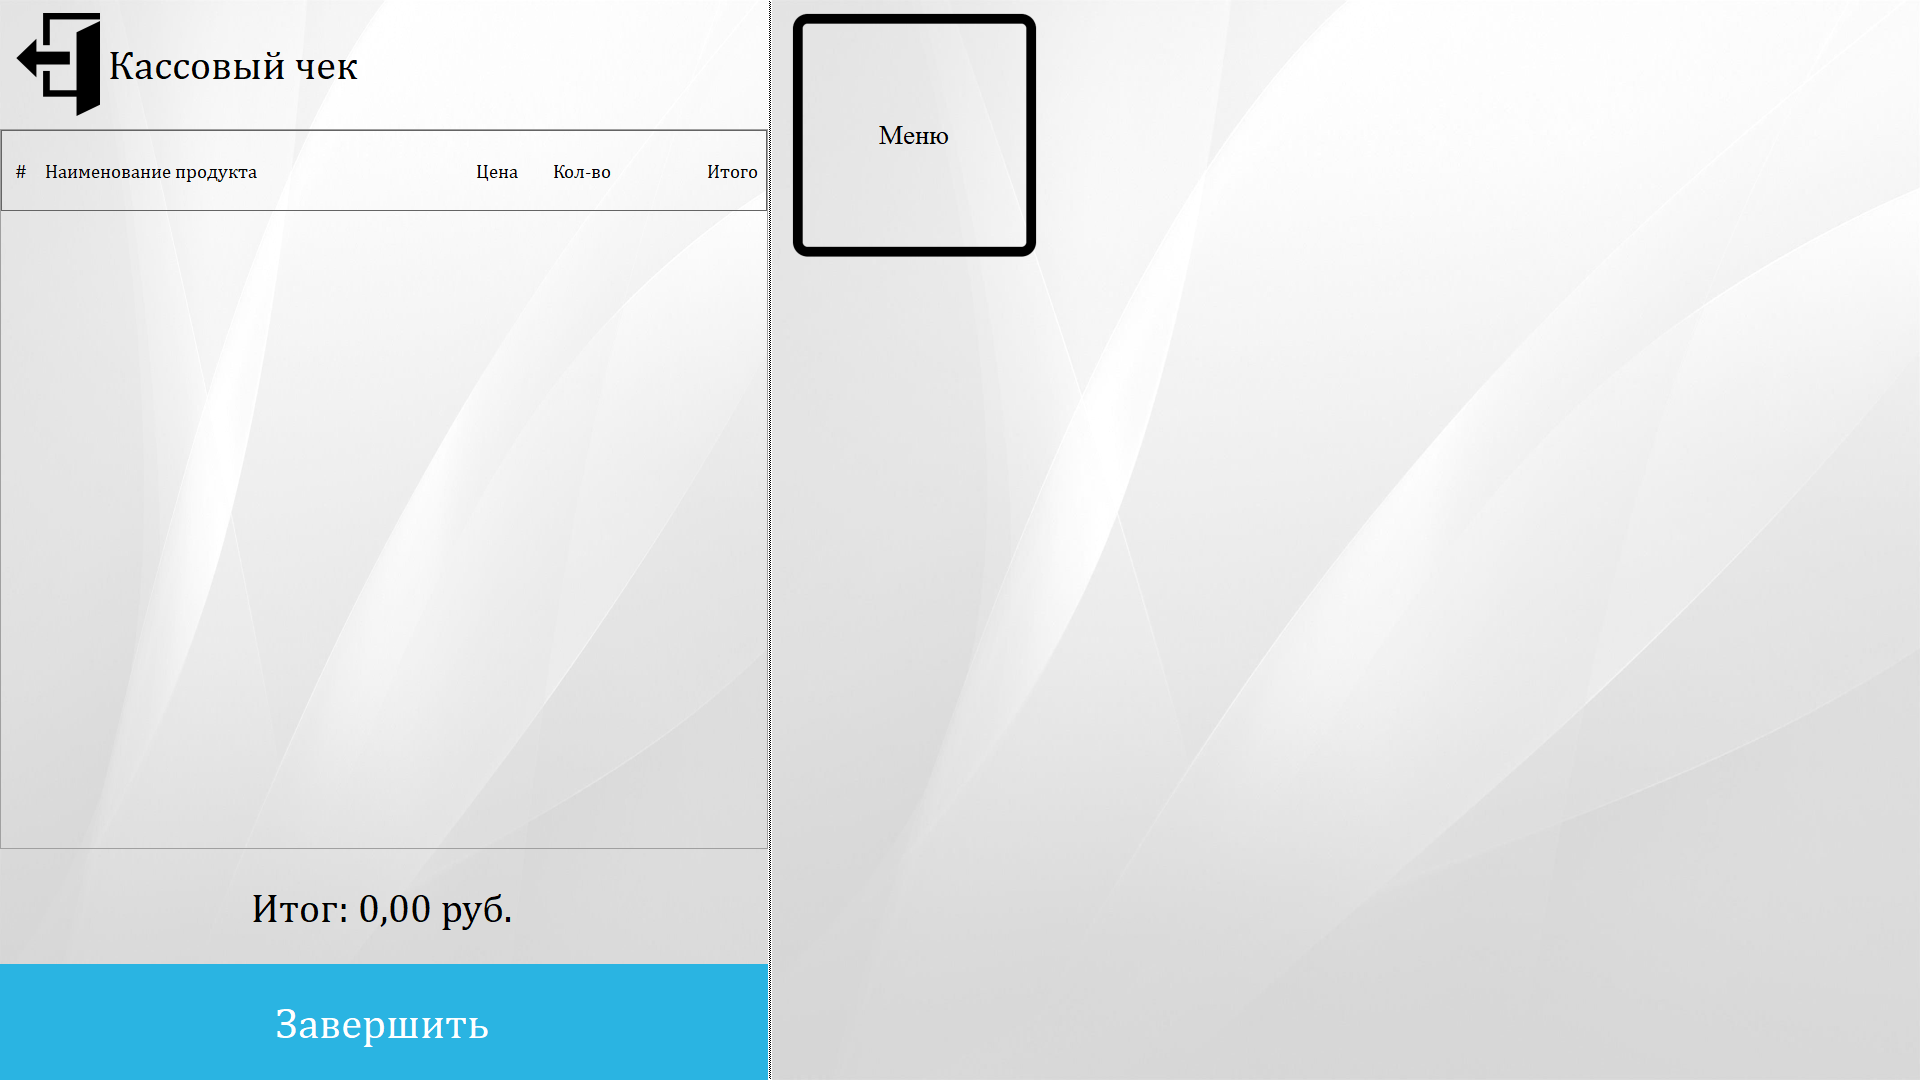 Кассовый чек
# Наименование продукта Цена Кол-во Итого
Итог: 0,00 руб.
Завершить
Меню